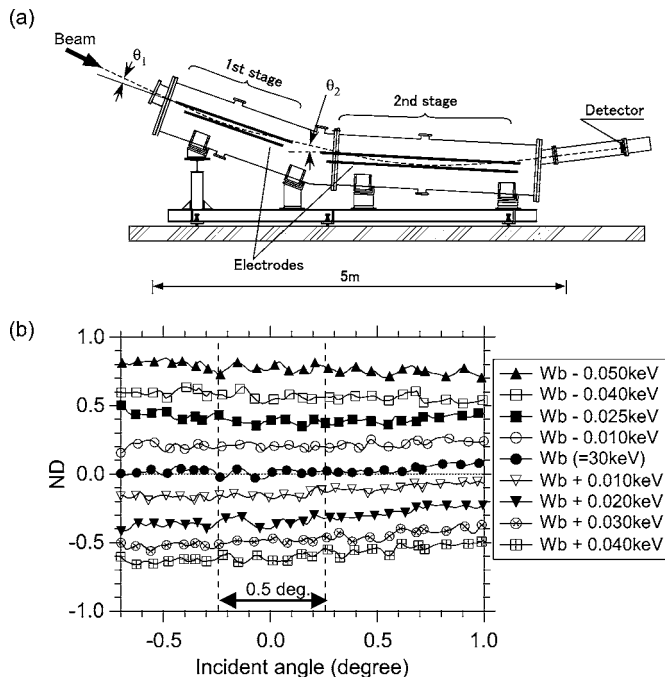 (a)
Beam
θ1
1st stage
θ2
2nd stage
Detector
Electrodes
5m
(b)
1.0
0.5
0.0
-0.5
-1.0
ND
0.5 deg.
-0.5 0.0 0.5 1.0
Incident angle (degree)
Wb - 0.050keV
Wb - 0.040keV
Wb - 0.025keV
Wb - 0.010keV
Wb (=30keV)
Wb + 0.010keV
Wb + 0.020keV
Wb + 0.030keV
Wb + 0.040keV